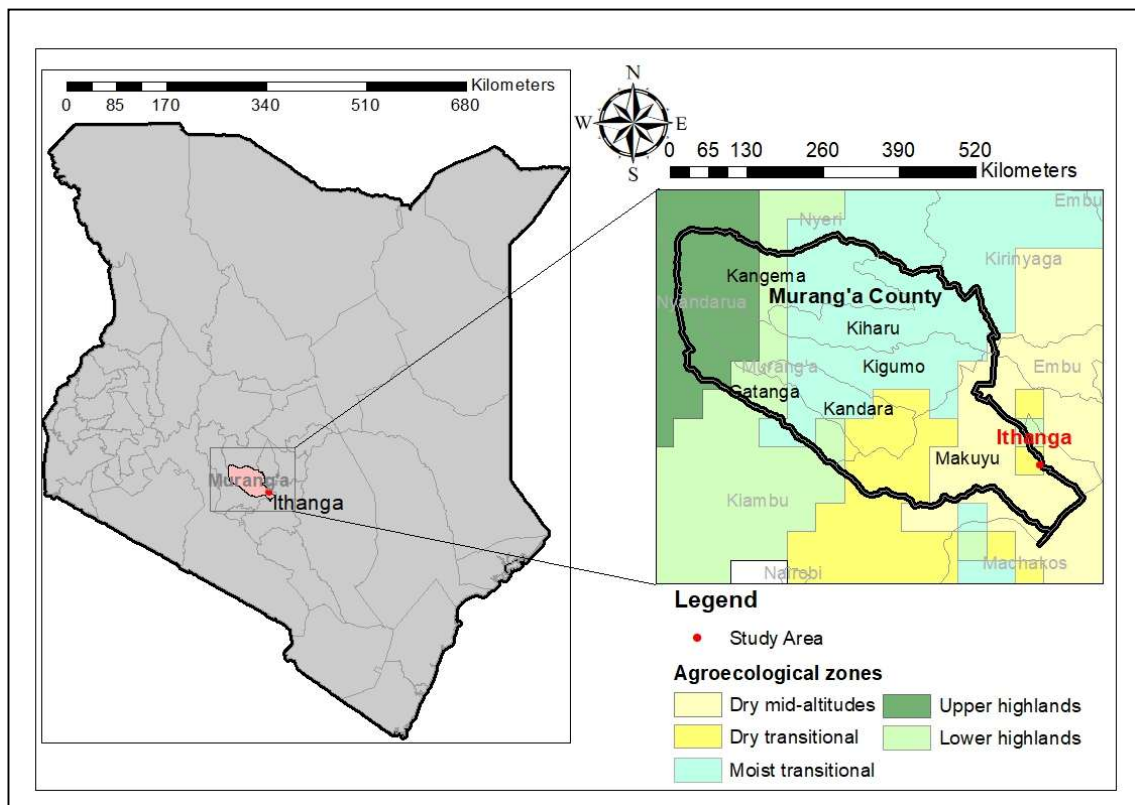 Kilometers
0 85 170 340 510 680
Murang'a
Ithanga
N
W E
S
0 65 130 260 390 520
Kilometers
Embu
Nyeri
Kirinyaga
Kangema
Nyandarua
Murang'a County
Kiharu
Murang'a
Kigumo
Embu
Gatanga
Kandara
Ithanga
Makuyu
Kiambu
Nairobi
Machakos
Legend
Study Area
Agroecological zones
Dry mid-altitudes
Upper highlands
Dry transitional
Lower highlands
Moist transitional